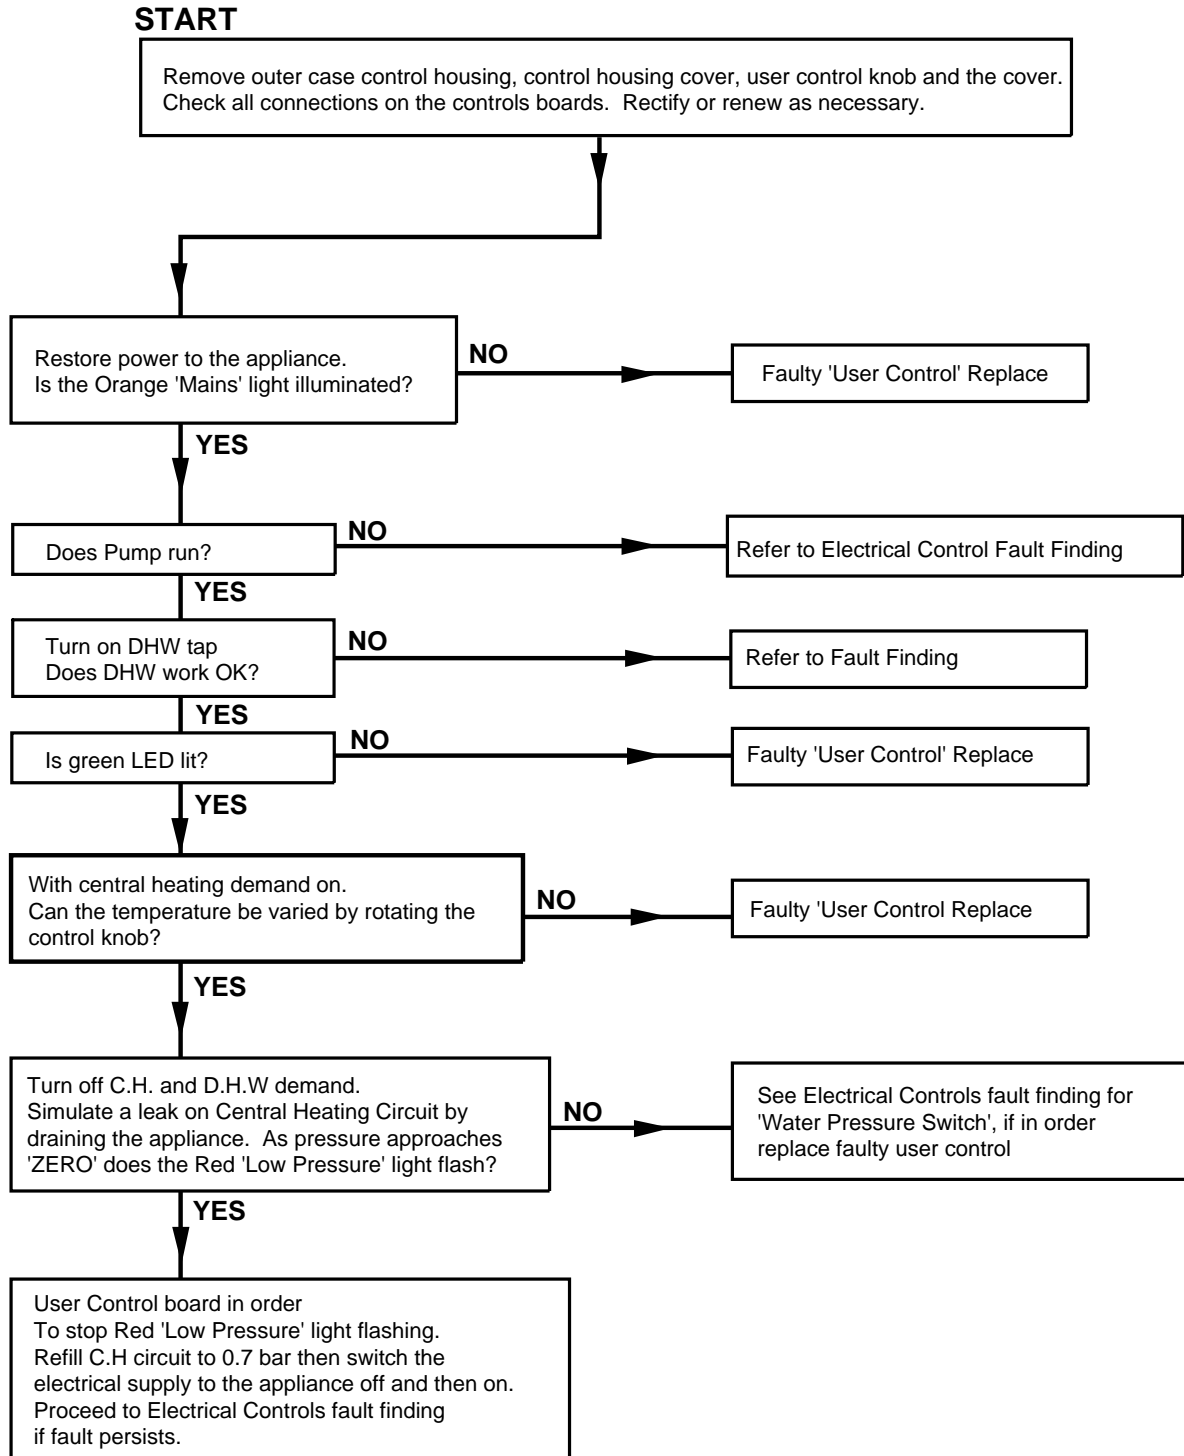 START
Remove outer case control housing, control housing cover, user control knob and the cover.
Check all connections on the controls boards.  Rectify or renew as necessary.
Restore power to the appliance.
Is the Orange 'Mains' light illuminated?
NO
Faulty 'User Control' Replace
YES
Does Pump run?
NO
Refer to Electrical Control Fault Finding
YES
Turn on DHW tap
Does DHW work OK?
NO
Refer to Fault Finding
YES
Is green LED lit?
NO
Faulty 'User Control' Replace
YES
With central heating demand on.
Can the temperature be varied by rotating the
control knob?
NO
Faulty 'User Control Replace
YES
Turn off C.H. and D.H.W demand.
Simulate a leak on Central Heating Circuit by
draining the appliance.  As pressure approaches
'ZERO' does the Red 'Low Pressure' light flash?
NO
See Electrical Controls fault finding for
'Water Pressure Switch', if in order
replace faulty user control
YES
User Control board in order
To stop Red 'Low Pressure' light flashing.
Refill C.H circuit to 0.7 bar then switch the
electrical supply to the appliance off and then on.
Proceed to Electrical Controls fault finding
if fault persists.